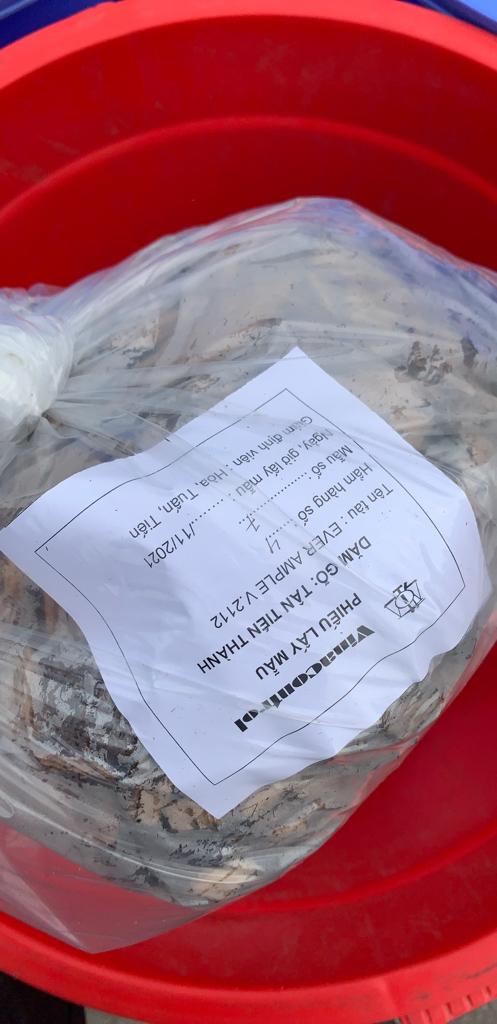 Vinacontrol
PHIẾU LẤY MẪU
DĂM GỖ: TÂN TIẾN THÀNH
Tên tàu : EVER AMPLE V.2112
Hầm hàng số : 4
Mẫu số : 1
Ngày, giờ lấy mẫu : ............/11/2021
Giám định viên : Hòa, Tuấn, Tiến